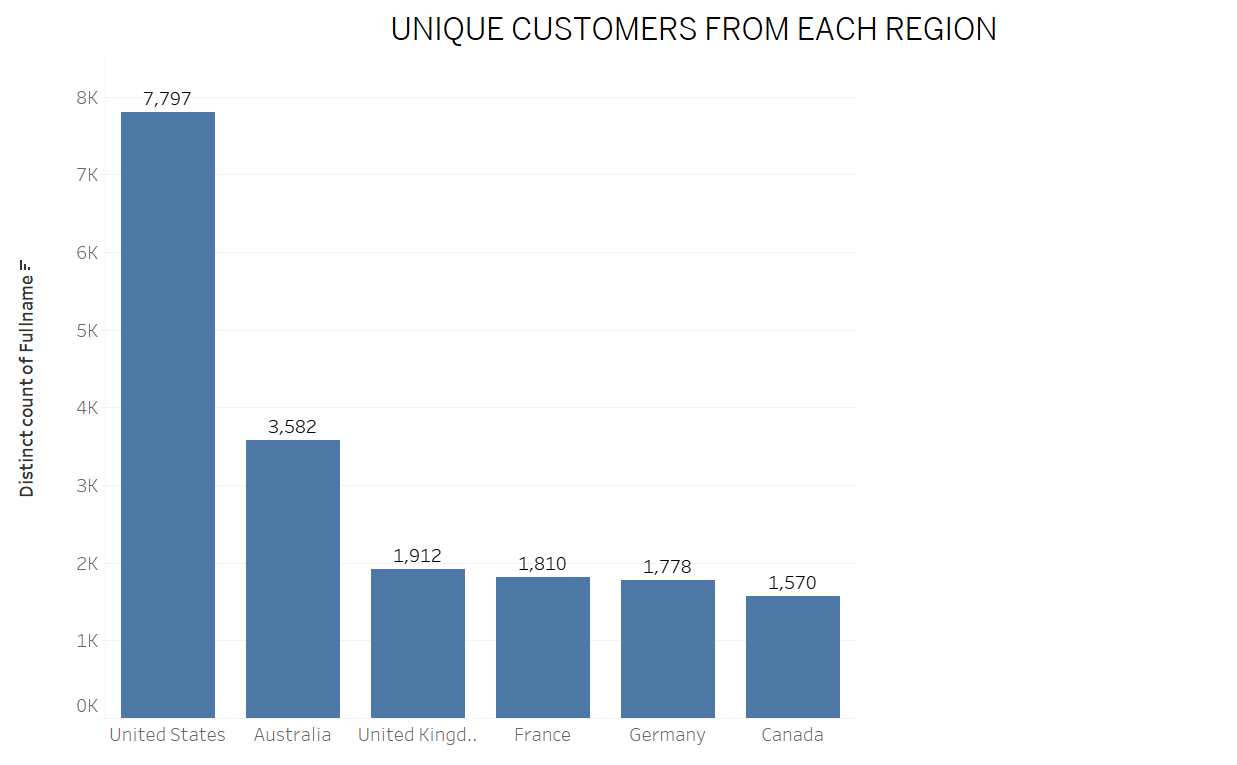 UNIQUE CUSTOMERS FROM EACH REGION
Distinct count of Fullname
8K
7K
6K
5K
4K
3K
2K
1K
0K
7,797
3,582
1,912
1,810
1,778
1,570
United States
Australia
United Kingd..
France
Germany
Canada